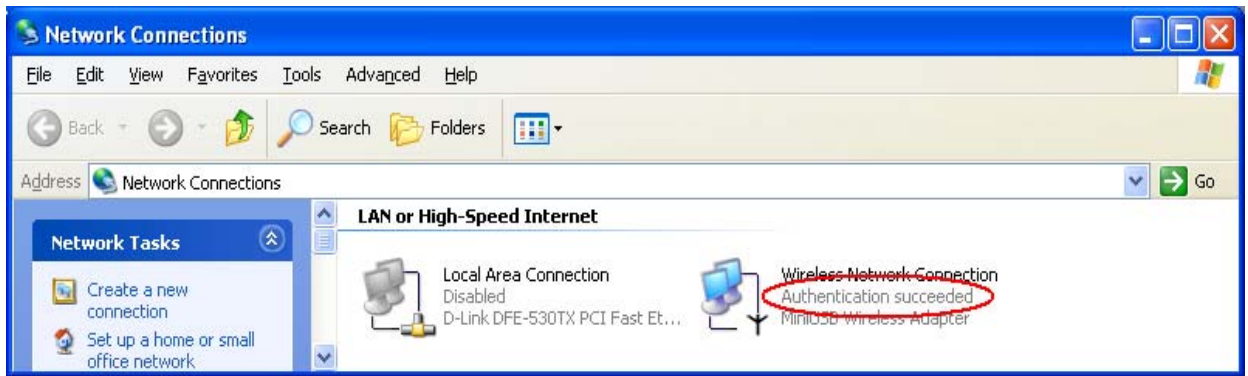 Network Connections
File Edit View Favorites Tools Advanced Help
Back Search Folders
Address Network Connections Go
Network Tasks
Create a new
connection
Set up a home or small
office network
LAN or High-Speed Internet
Local Area Connection
Disabled
D-Link DFE-530TX PCI Fast Et...
Wireless Network Connection
Authentication succeeded
MiniUSB Wireless Adapter